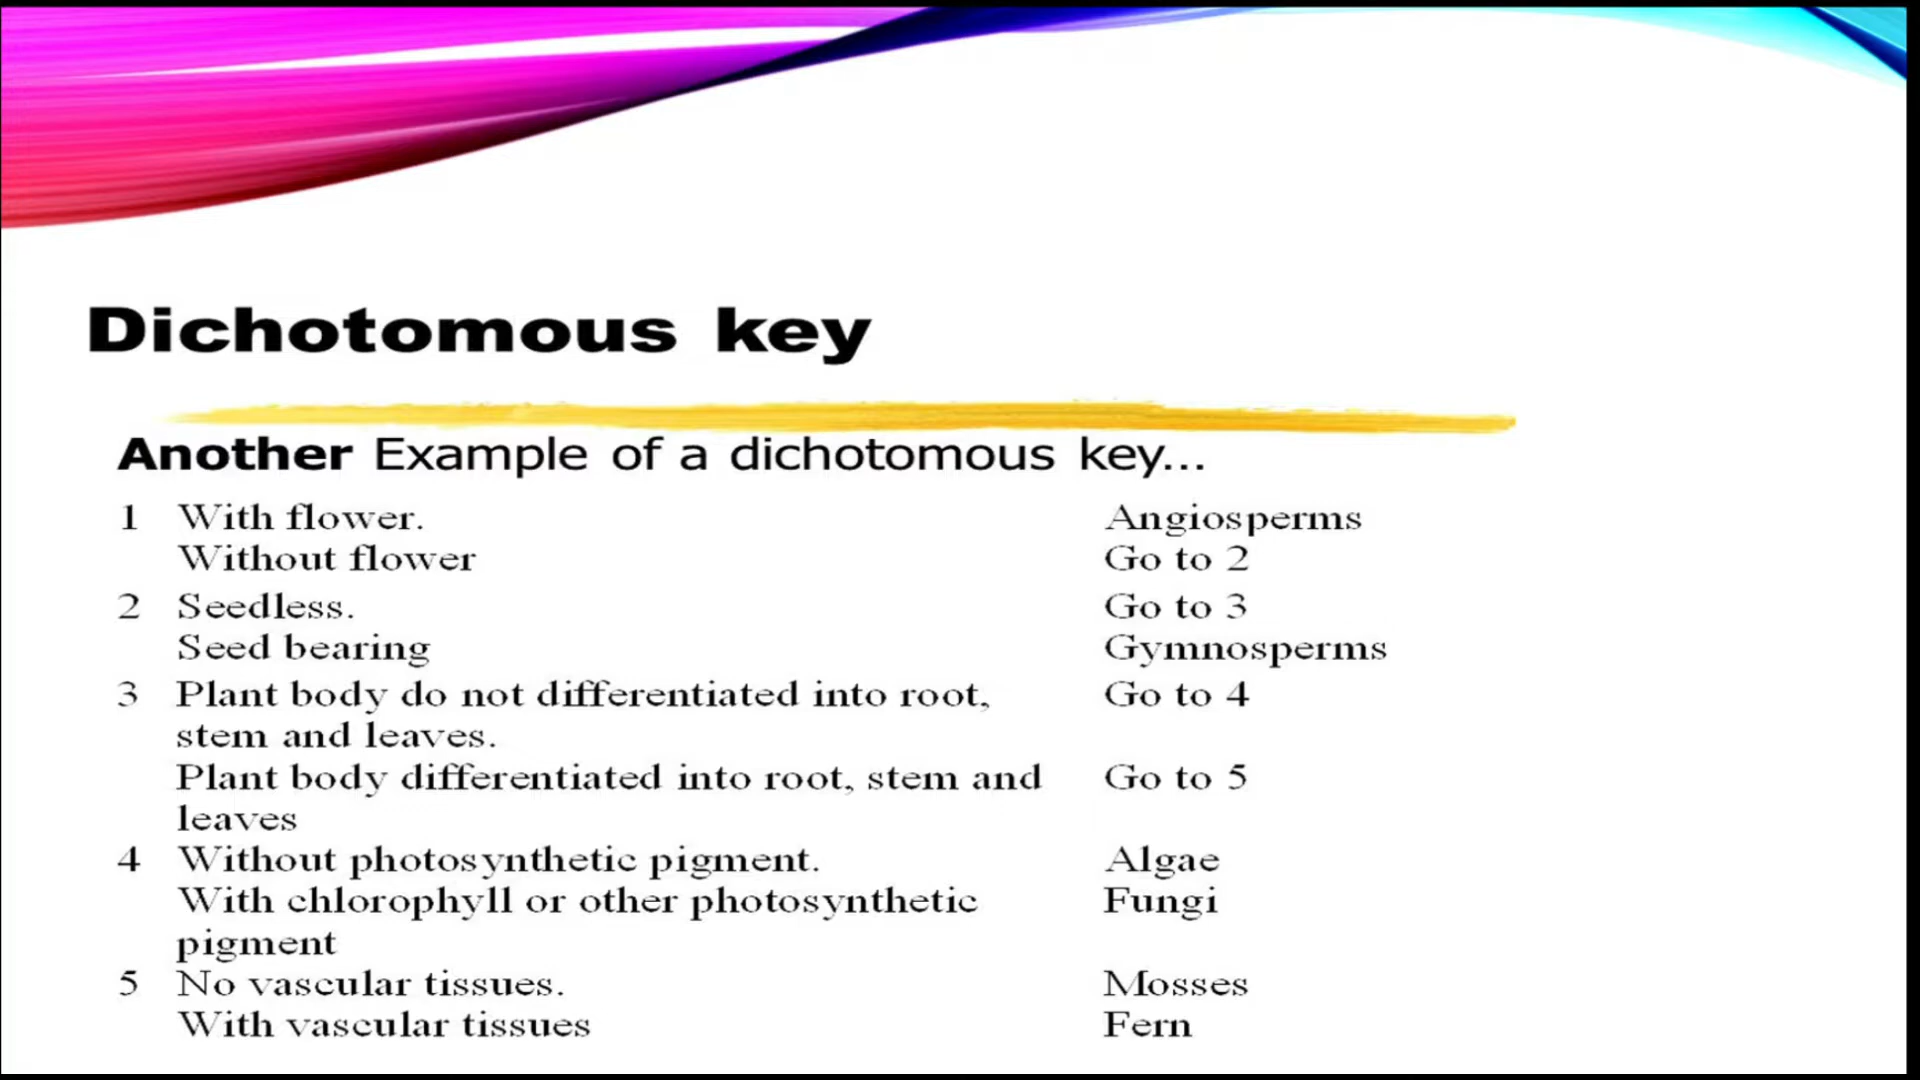 Dichotomous key
Another Example of a dichotomous key...
1 With flower. Angiosperms
Without flower Go to 2
2 Seedless. Go to 3
Seed bearing Gymnosperms
3 Plant body do not differentiated into root, Go to 4
stem and leaves.
Plant body differentiated into root, stem and Go to 5
leaves
4 Without photosynthetic pigment. Algae
With chlorophyll or other photosynthetic Fungi
pigment
5 No vascular tissues. Mosses
With vascular tissues Fern